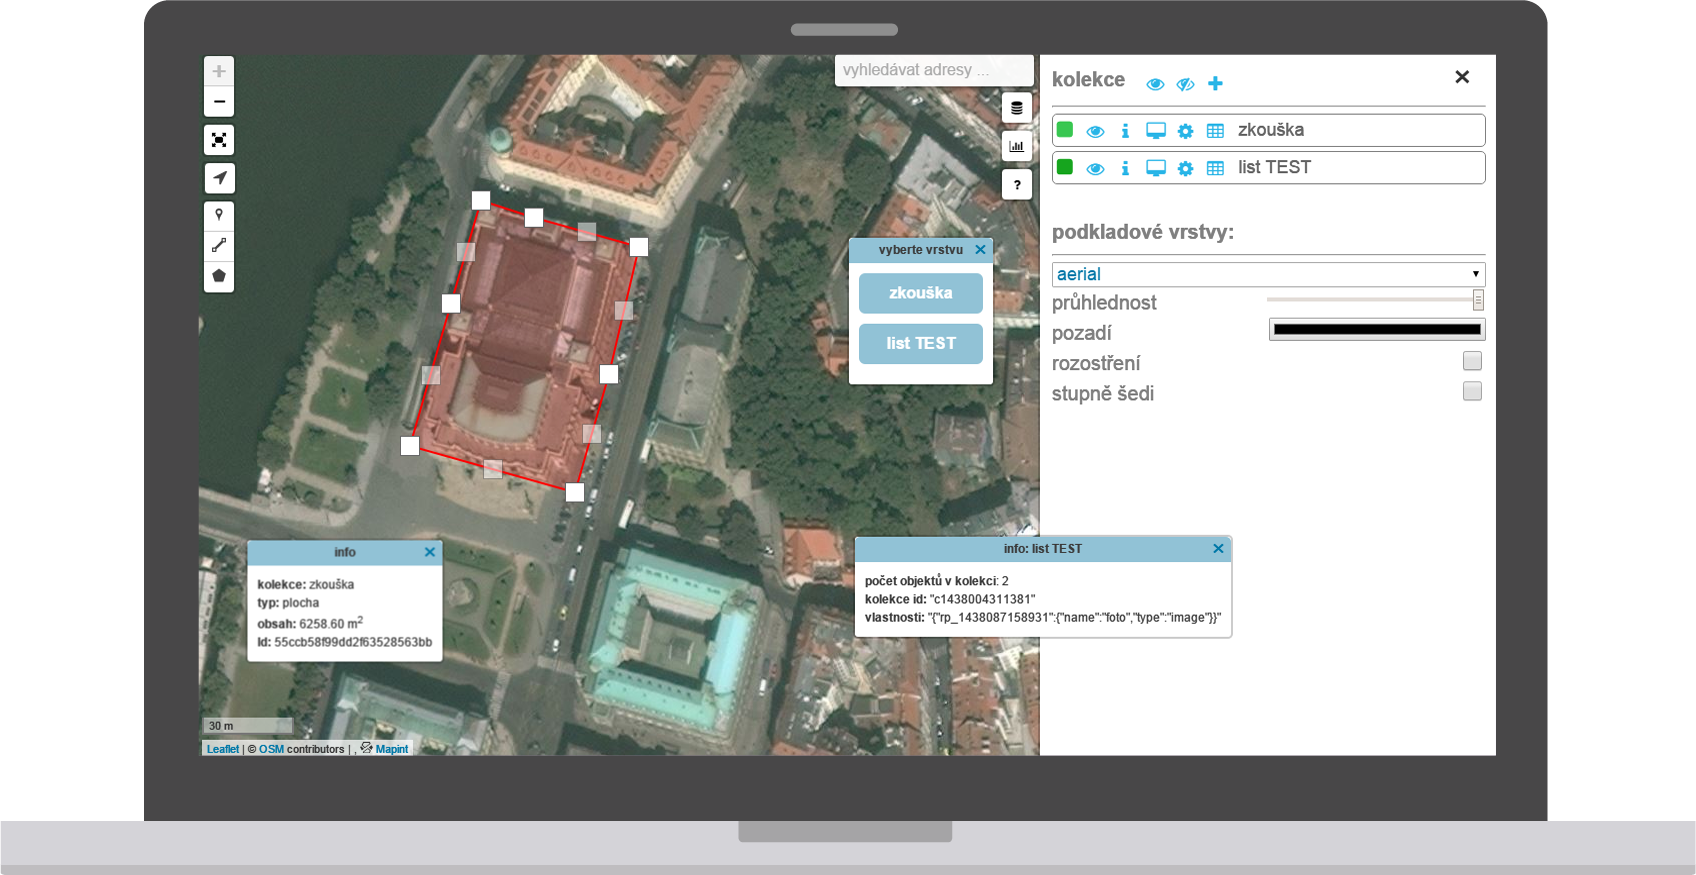 vyhledávat adresy ...
kolekce
zkouška
list TEST
podkladové vrstvy:
aerial
průhlednost
pozadí
rozostření
stupně šedi
?
vyberte vrstvu
zkouška
list TEST
info
kolekce: zkouška
typ: plocha
obsah: 6258.60 m2
Id: 55ccb58f99dd2f63528563bb
info: list TEST
počet objektů v kolekci: 2
kolekce id: "c1438004311381"
vlastnosti: "{"rp_1438087158931":{"name":"foto","type":"image"}}"
30 m
Leaflet | © OSM contributors | , Mapint